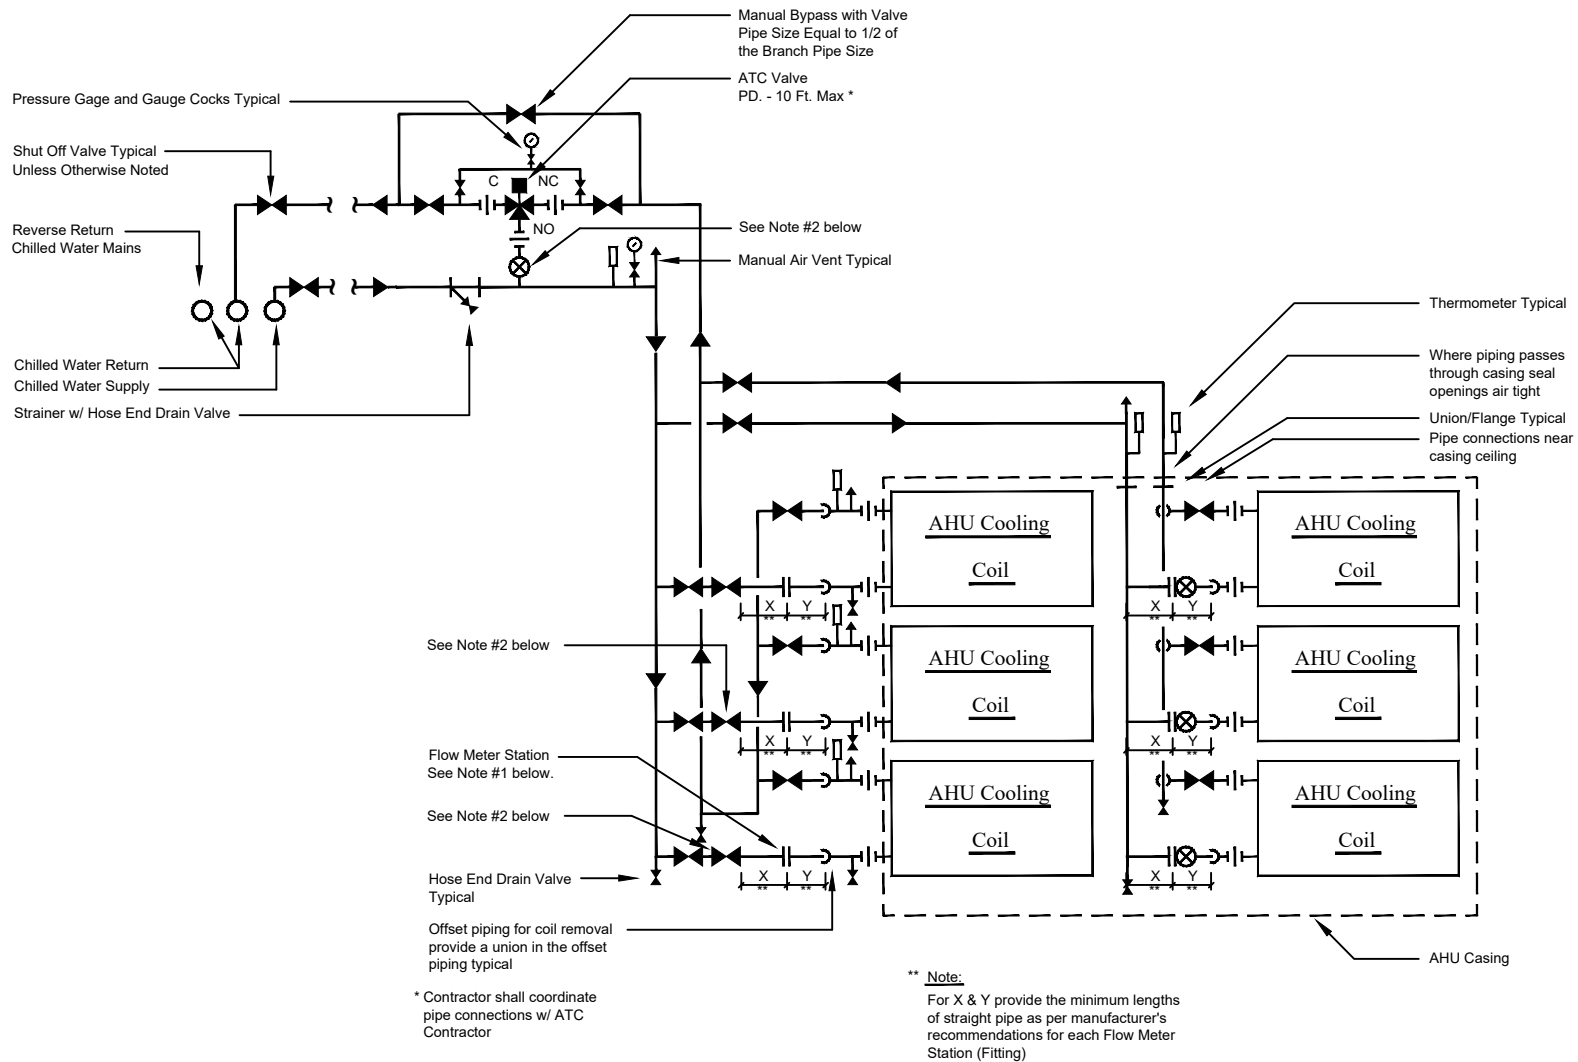 Manual Bypass with Valve
Pipe Size Equal to 1/2 of
the Branch Pipe Size
ATC Valve
PD. - 10 Ft. Max *
Pressure Gage and Gauge Cocks Typical
Shut Off Valve Typical
Unless Otherwise Noted
C
NC
NO
Reverse Return
Chilled Water Mains
See Note #2 below
Manual Air Vent Typical
Chilled Water Return
Chilled Water Supply
Strainer w/ Hose End Drain Valve
Thermometer Typical
Where piping passes
through casing seal
openings air tight
Union/Flange Typical
Pipe connections near
casing ceiling
AHU Cooling
Coil
AHU Cooling
Coil
X
**
Y
**
X
**
Y
**
See Note #2 below
AHU Cooling
Coil
AHU Cooling
Coil
X
**
Y
**
X
**
Y
**
Flow Meter Station
See Note #1 below.
AHU Cooling
Coil
AHU Cooling
Coil
See Note #2 below
X
**
Y
**
X
**
Y
**
Hose End Drain Valve
Typical
Offset piping for coil removal
provide a union in the offset
piping typical
AHU Casing
* Contractor shall coordinate
pipe connections w/ ATC
Contractor
** Note:
For X & Y provide the minimum lengths
of straight pipe as per manufacturer's
recommendations for each Flow Meter
Station (Fitting)